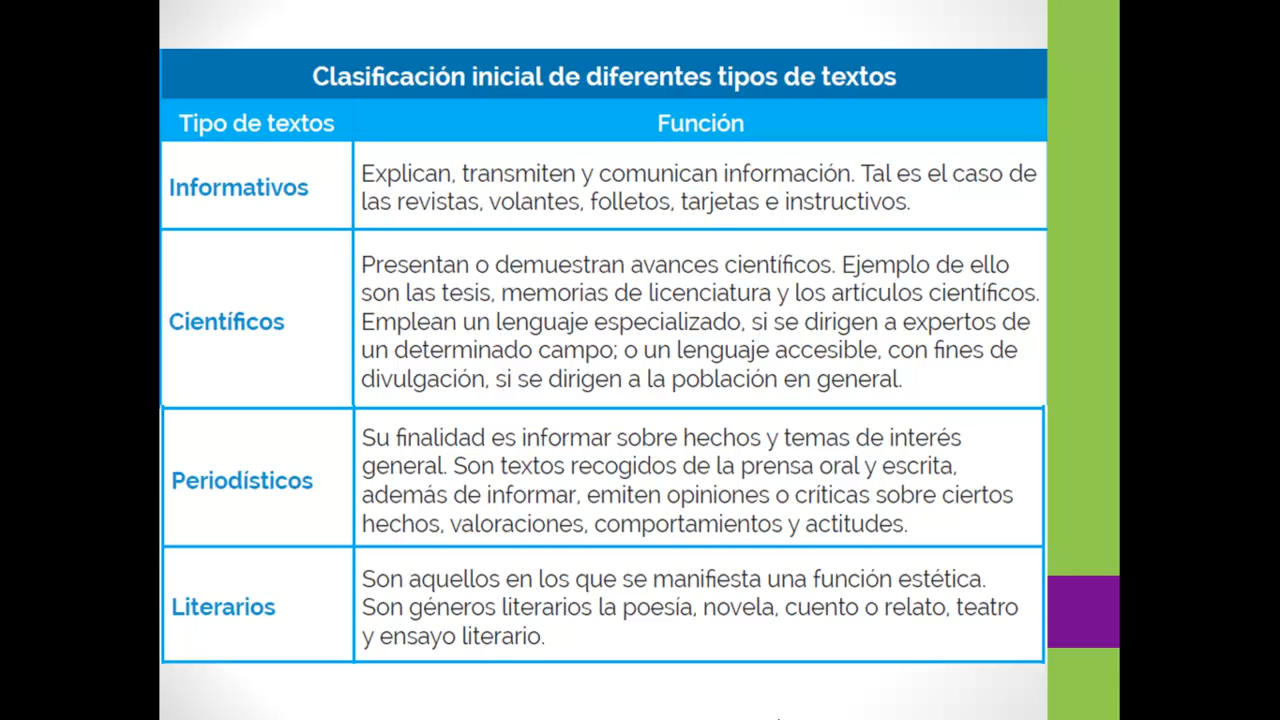 Clasificación inicial de diferentes tipos de textos
Tipo de textos
Función
Informativos
Explican, transmiten y comunican información. Tal es el caso de
las revistas, volantes, folletos, tarjetas e instructivos.
Científicos
Presentan o demuestran avances científicos. Ejemplo de ello
son las tesis, memorias de licenciatura y los artículos científicos.
Emplean un lenguaje especializado, si se dirigen a expertos de
un determinado campo; o un lenguaje accesible, con fines de
divulgación, si se dirigen a la población en general.
Periodísticos
Su finalidad es informar sobre hechos y temas de interés
general. Son textos recogidos de la prensa oral y escrita,
además de informar, emiten opiniones o críticas sobre ciertos
hechos, valoraciones, comportamientos y actitudes.
Literarios
Son aquellos en los que se manifiesta una función estética.
Son géneros literarios la poesía, novela, cuento o relato, teatro
y ensayo literario.